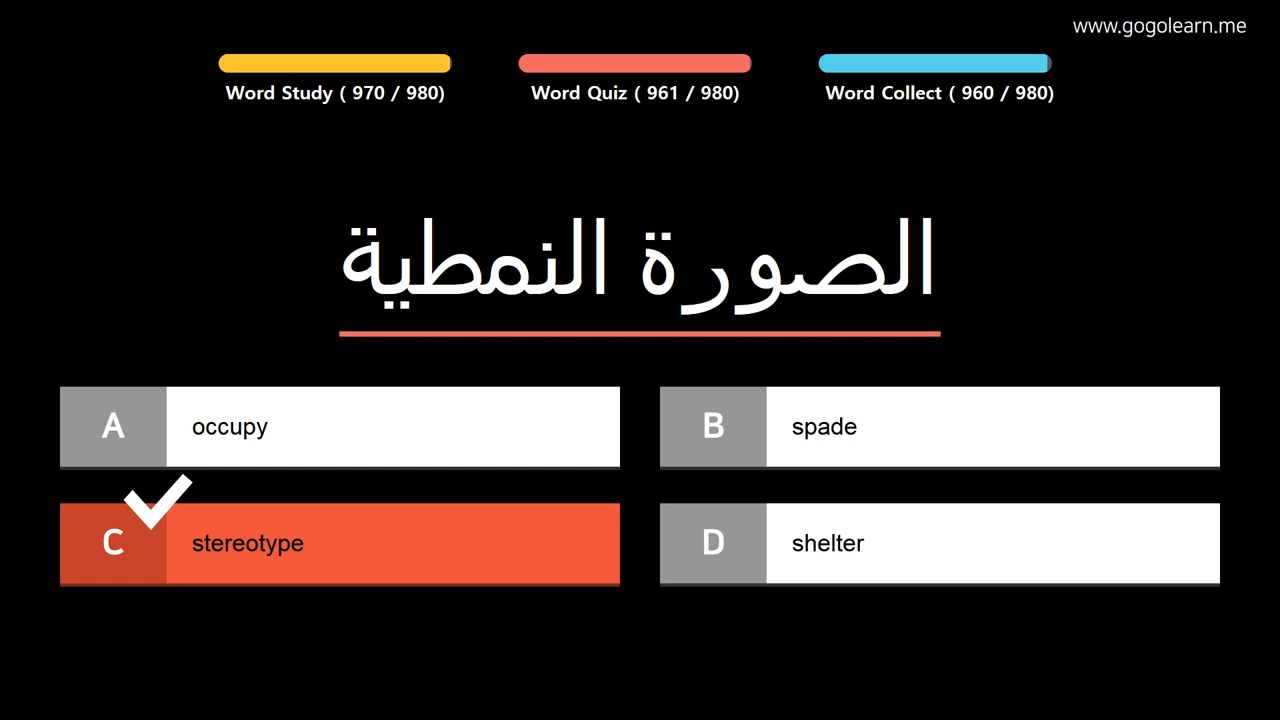 www.gogolearn.me
Word Study ( 970 / 980)
Word Quiz ( 961 / 980)
Word Collect ( 960 / 980)
الصورة النمطية
A
occupy
B
spade
C
stereotype
D
shelter